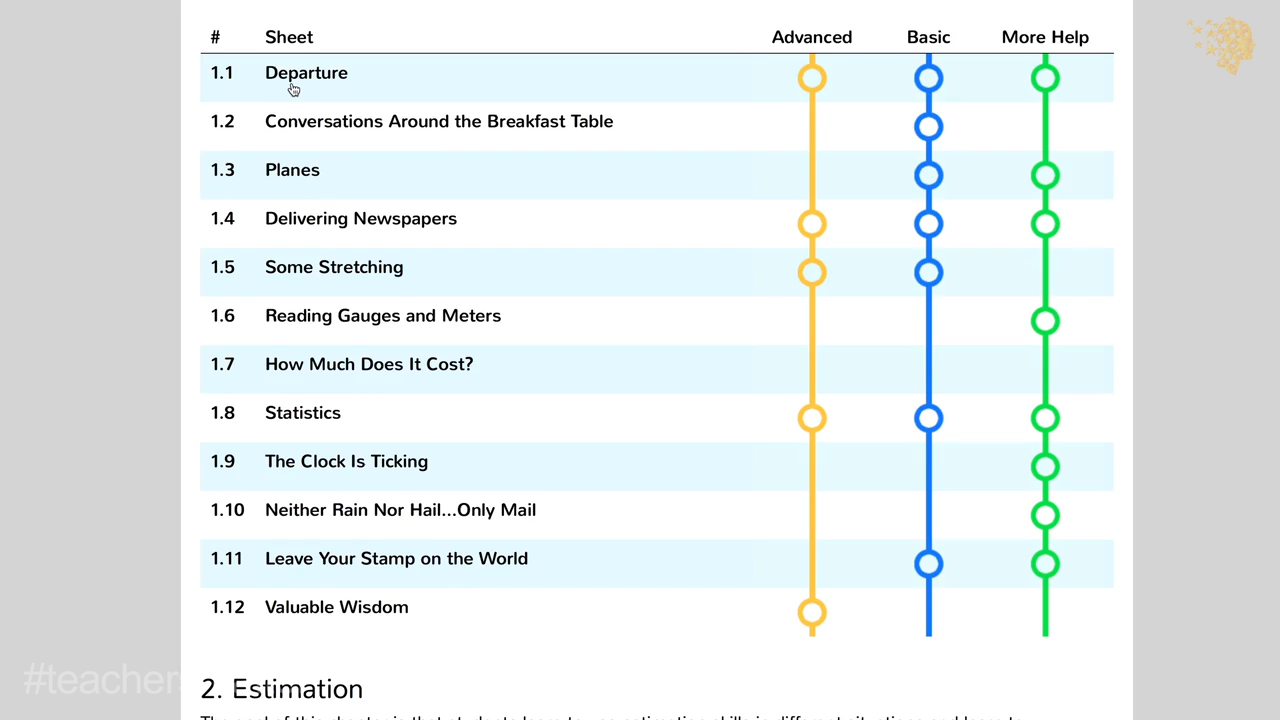 # Sheet Advanced Basic More Help
1.1 Departure
1.2 Conversations Around the Breakfast Table
1.3 Planes
1.4 Delivering Newspapers
1.5 Some Stretching
1.6 Reading Gauges and Meters
1.7 How Much Does It Cost?
1.8 Statistics
1.9 The Clock Is Ticking
1.10 Neither Rain Nor Hail...Only Mail
1.11 Leave Your Stamp on the World
1.12 Valuable Wisdom
#teacher
2. Estimation